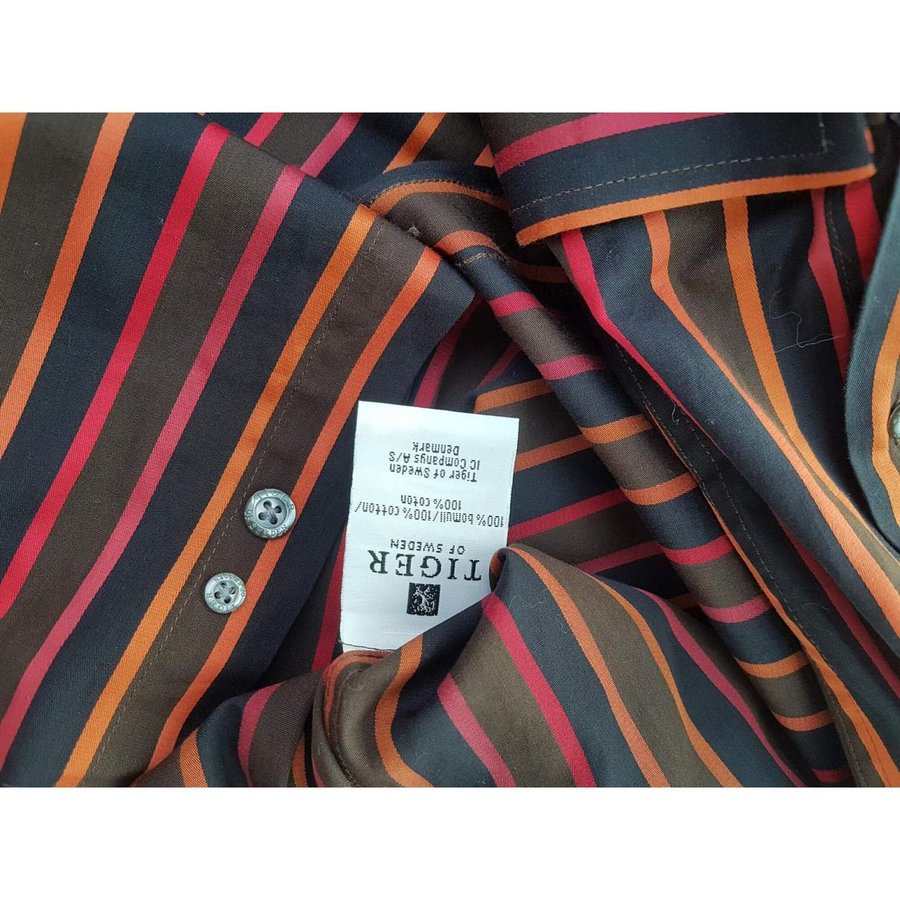 TIGER
OF SWEDEN
100% bomull/100% cotton/
100% coton
Tiger of Sweden
IC Companys A/S
Denmark